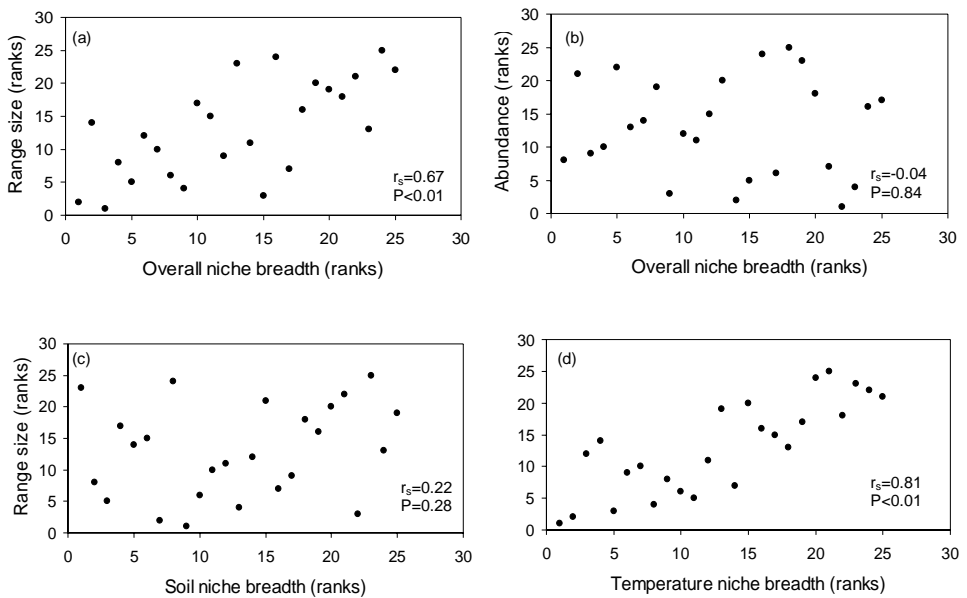 (a)
Range size (ranks)
30
25
20
15
10
5
0
r_s=0.67
P<0.01
0 5 10 15 20 25 30
Overall niche breadth (ranks)
(b)
Abundance (ranks)
30
25
20
15
10
5
0
r_s=-0.04
P=0.84
0 5 10 15 20 25 30
Overall niche breadth (ranks)
(c)
Range size (ranks)
30
25
20
15
10
5
0
r_s=0.22
P=0.28
0 5 10 15 20 25 30
Soil niche breadth (ranks)
(d)
30
25
20
15
10
5
0
r_s=0.81
P<0.01
0 5 10 15 20 25 30
Temperature niche breadth (ranks)